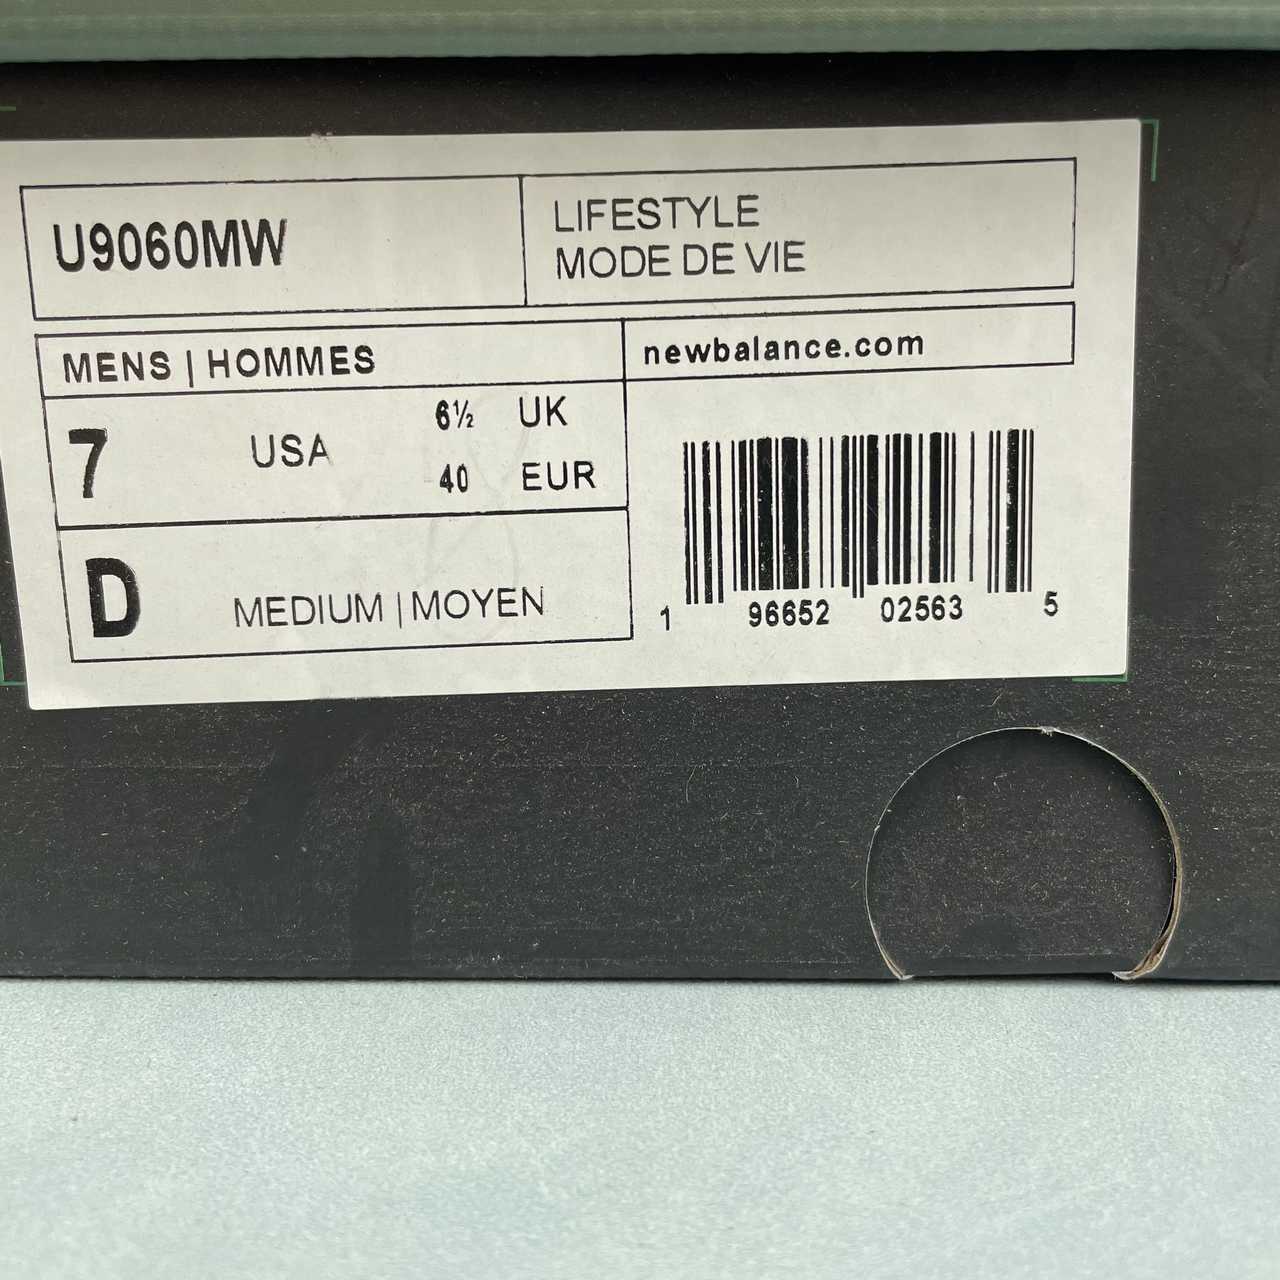 U9060MW
LIFESTYLE
MODE DE VIE
MENS | HOMMES
newbalance.com
7 USA
6½ UK
40 EUR
D MEDIUM | MOYEN
1 96652 02563 5